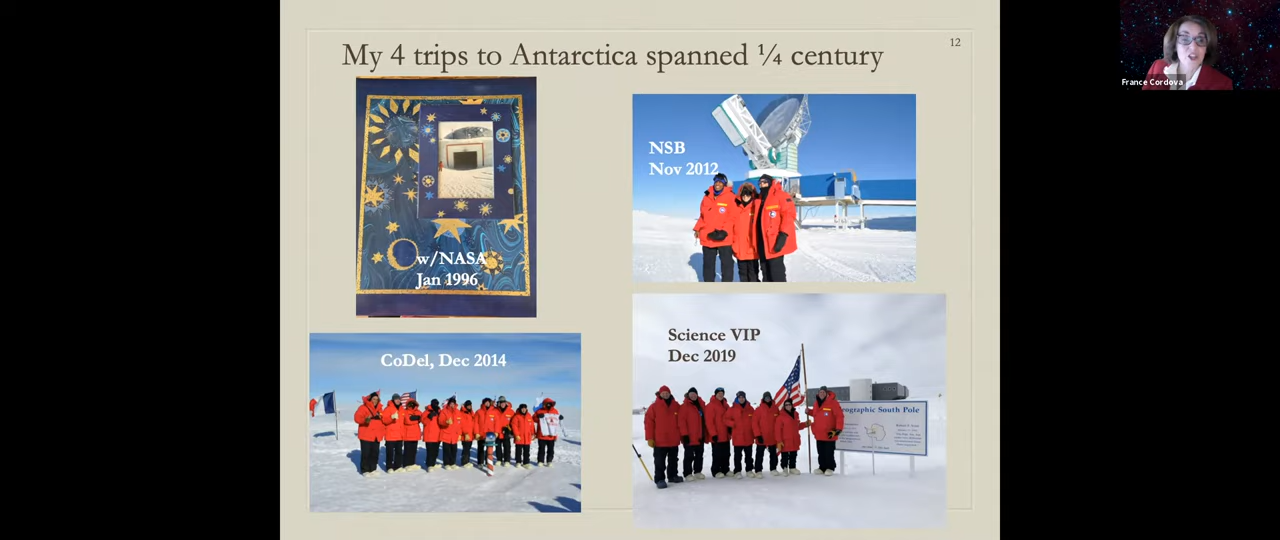 My 4 trips to Antarctica spanned ¼ century
12
France Cordova
w/NASA
Jan 1996
NSB
Nov 2012
CoDel, Dec 2014
Science VIP
Dec 2019
Geographic South Pole